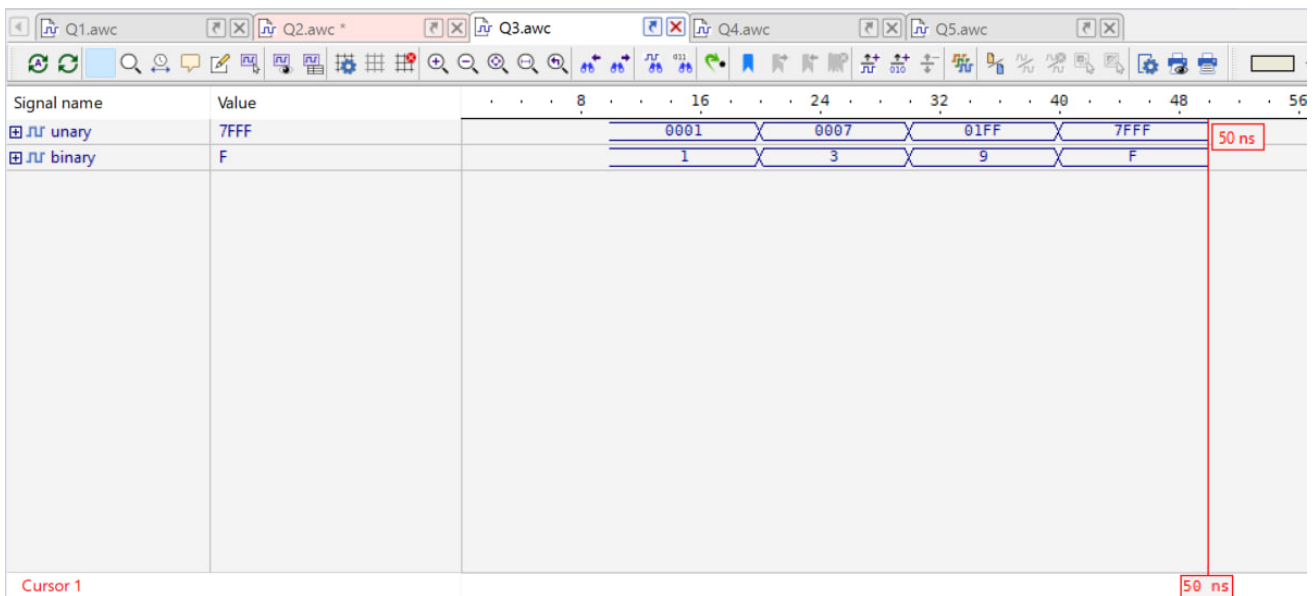 Q1.awc Q2.awc * Q3.awc Q4.awc Q5.awc
Signal name Value 8 16 24 32 40 48 56
unary 7FFF 0001 0007 01FF 7FFF 50 ns
binary F 1 3 9 F
Cursor 1 50 ns